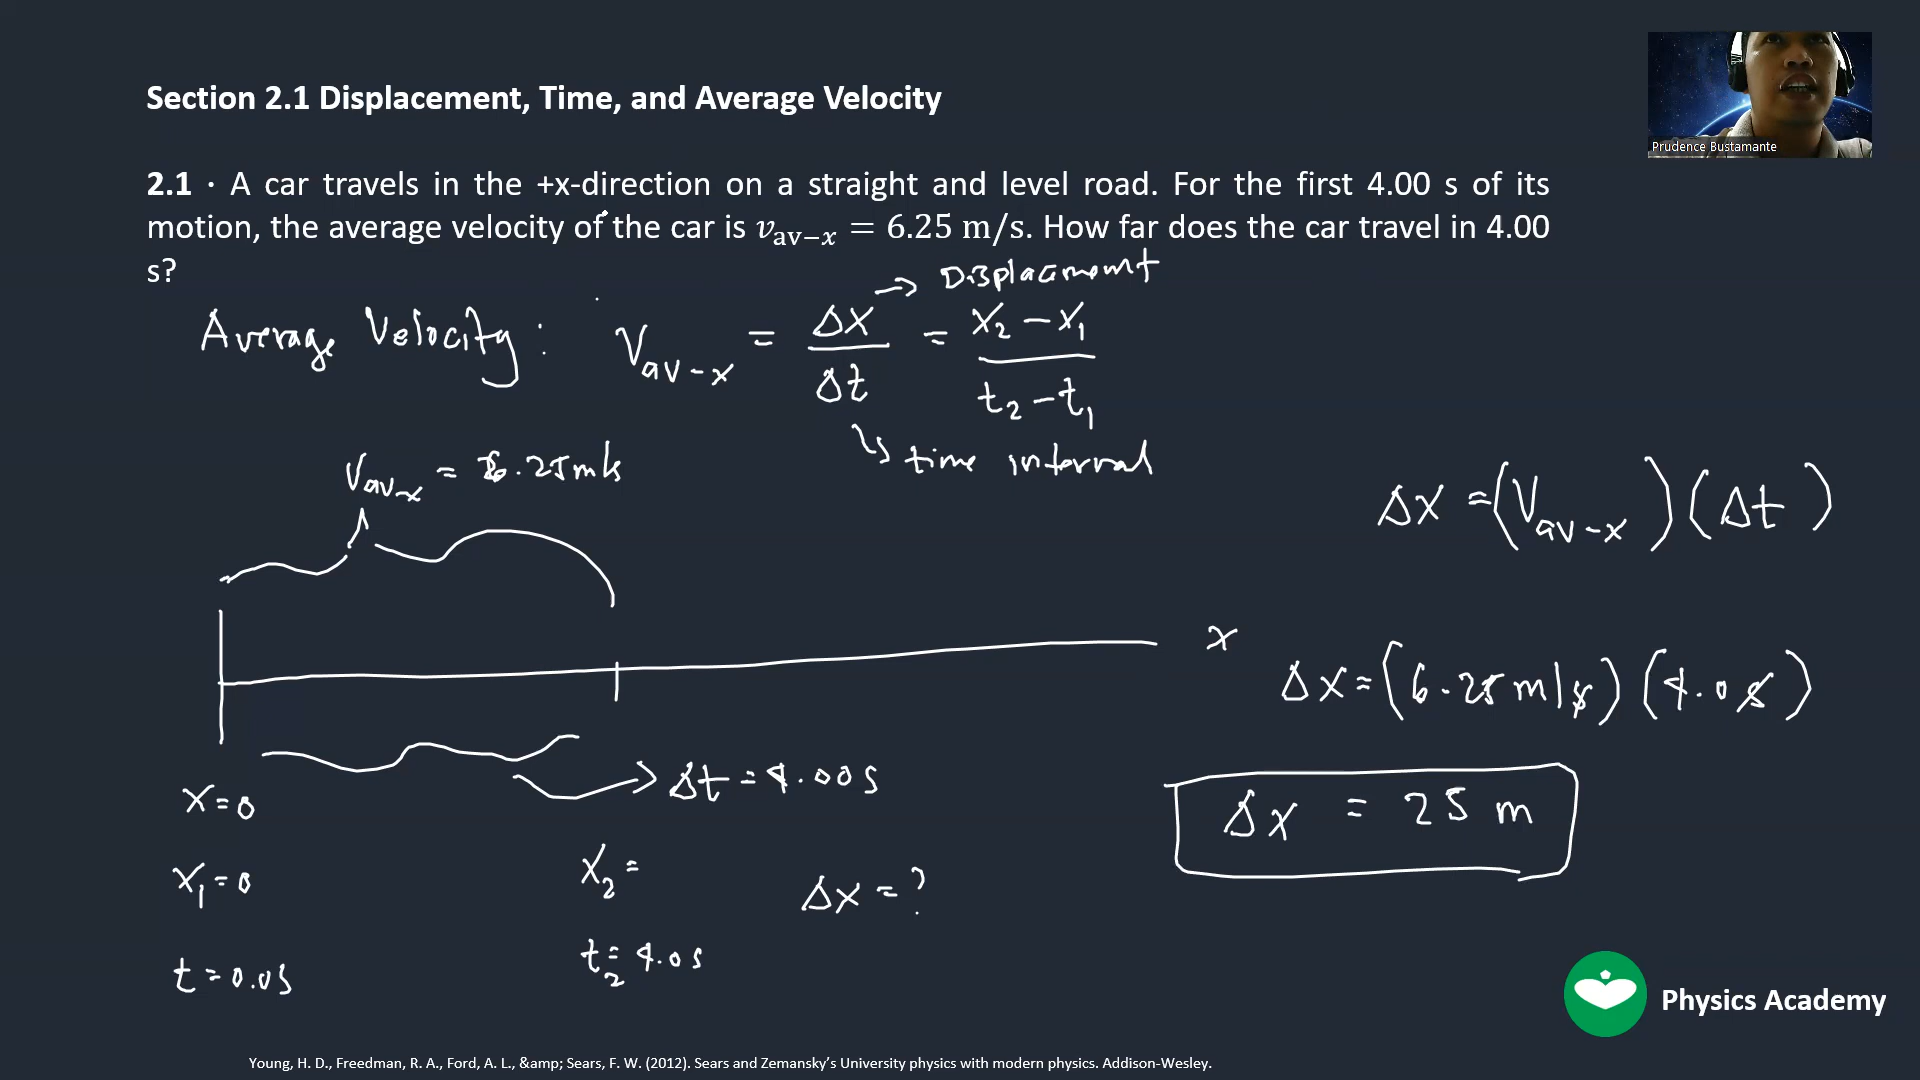 Section 2.1 Displacement, Time, and Average Velocity
Prudence Bustamante
2.1 · A car travels in the +x-direction on a straight and level road. For the first 4.00 s of its
motion, the average velocity of the car is v_av−x = 6.25 m/s. How far does the car travel in 4.00
s?
→ Displacement
Average Velocity: V_av-x = Δx/Δt = (x₂ - x₁)/(t₂ - t₁)
↳ time interval
V_av-x = 6.25 m/s
Δx = (V_av-x)(Δt)
x
Δx = (6.25 m/s)(4.0 s)
→ Δt = 4.00 s
Δx = 25 m
x = 0
x₁ = 0
x₂ =
Δx = ?
t = 0.0s
t₂ = 4.0 s
Physics Academy
Young, H. D., Freedman, R. A., Ford, A. L., &amp; Sears, F. W. (2012). Sears and Zemansky's University physics with modern physics. Addison-Wesley.